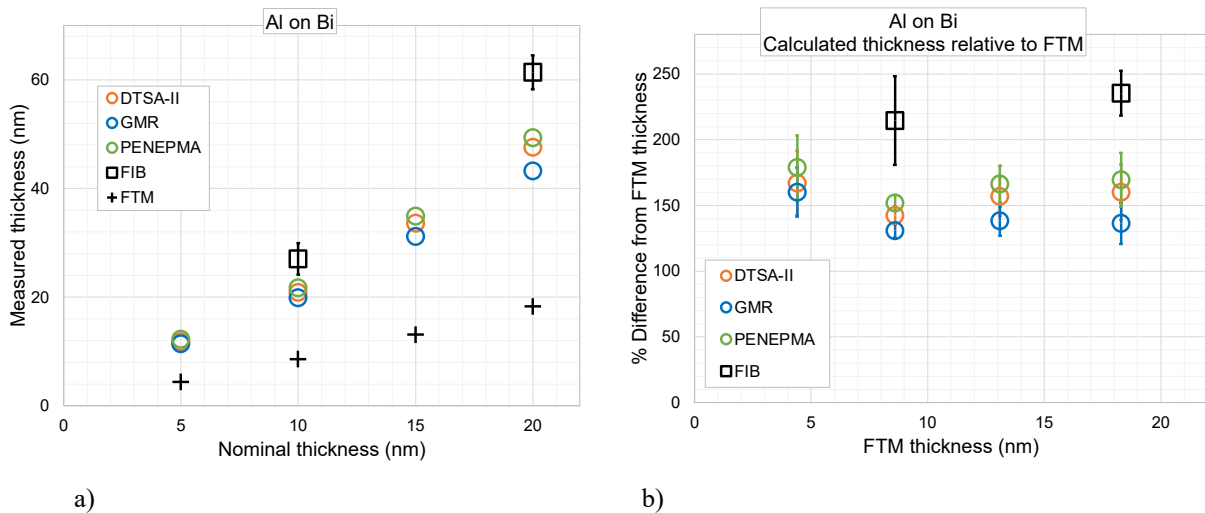 Al on Bi
Measured thickness (nm)
60
40
20
0
DTSA-II
GMR
PENEPMA
FIB
FTM
0 5 10 15 20
Nominal thickness (nm)
a)
Al on Bi
Calculated thickness relative to FTM
% Difference from FTM thickness
250
200
150
100
50
0
DTSA-II
GMR
PENEPMA
FIB
0 5 10 15 20
FTM thickness (nm)
b)